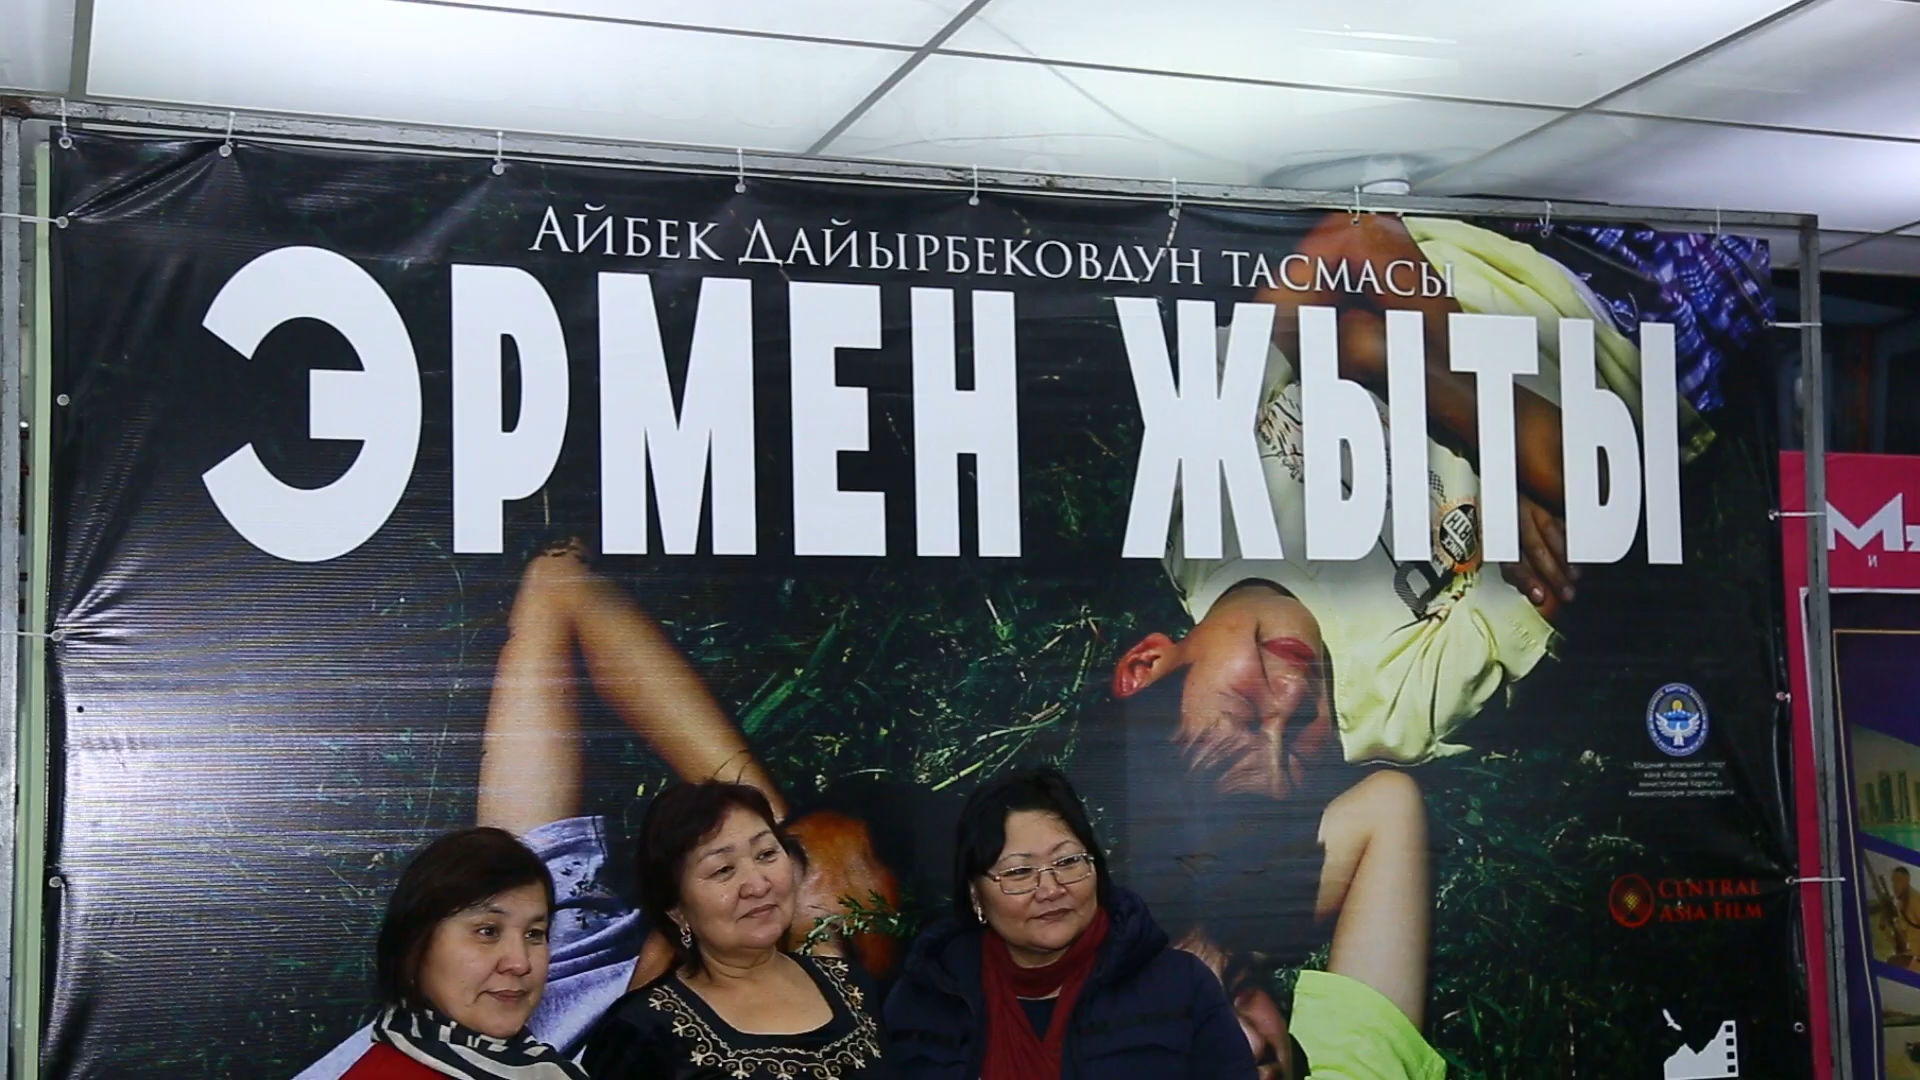 АЙБЕК ДАЙЫРБЕКОВДУН ТАСМАСЫ
ЭРМЕН ЖЫТЫ
CENTRAL
ASIA FILM
И